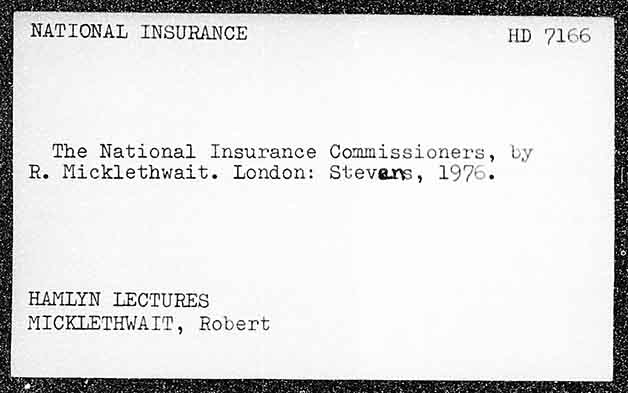 NATIONAL INSURANCE HD 7166
The National Insurance Commissioners, by
R. Micklethwait. London: Stevens, 1976.
HAMLYN LECTURES
MICKLETHWAIT, Robert